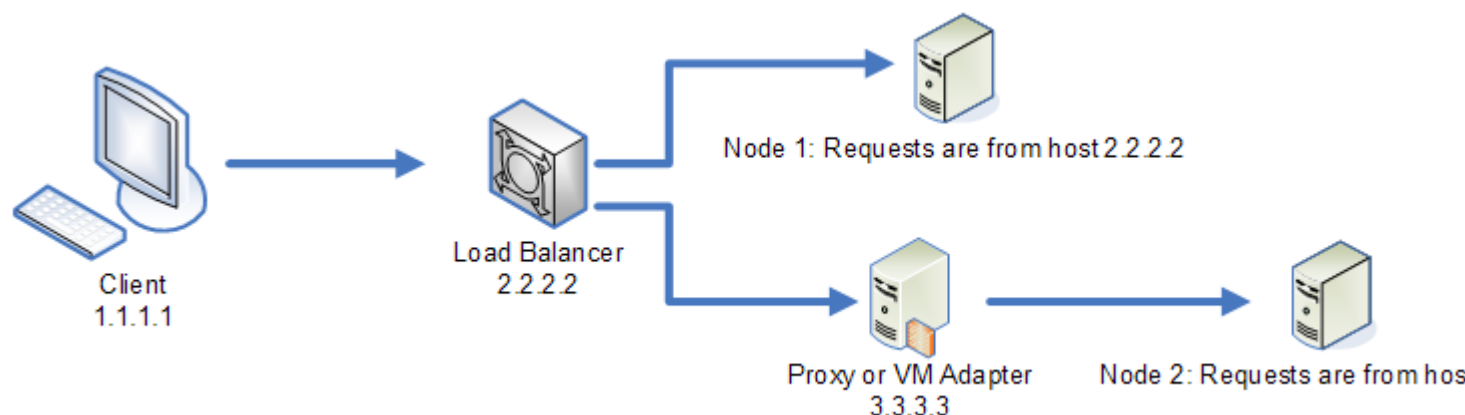 Node 1: Requests are from host 2.2.2.2
Load Balancer
2.2.2.2
Client
1.1.1.1
Proxy or VM Adapter
3.3.3.3
Node 2: Requests are from hos